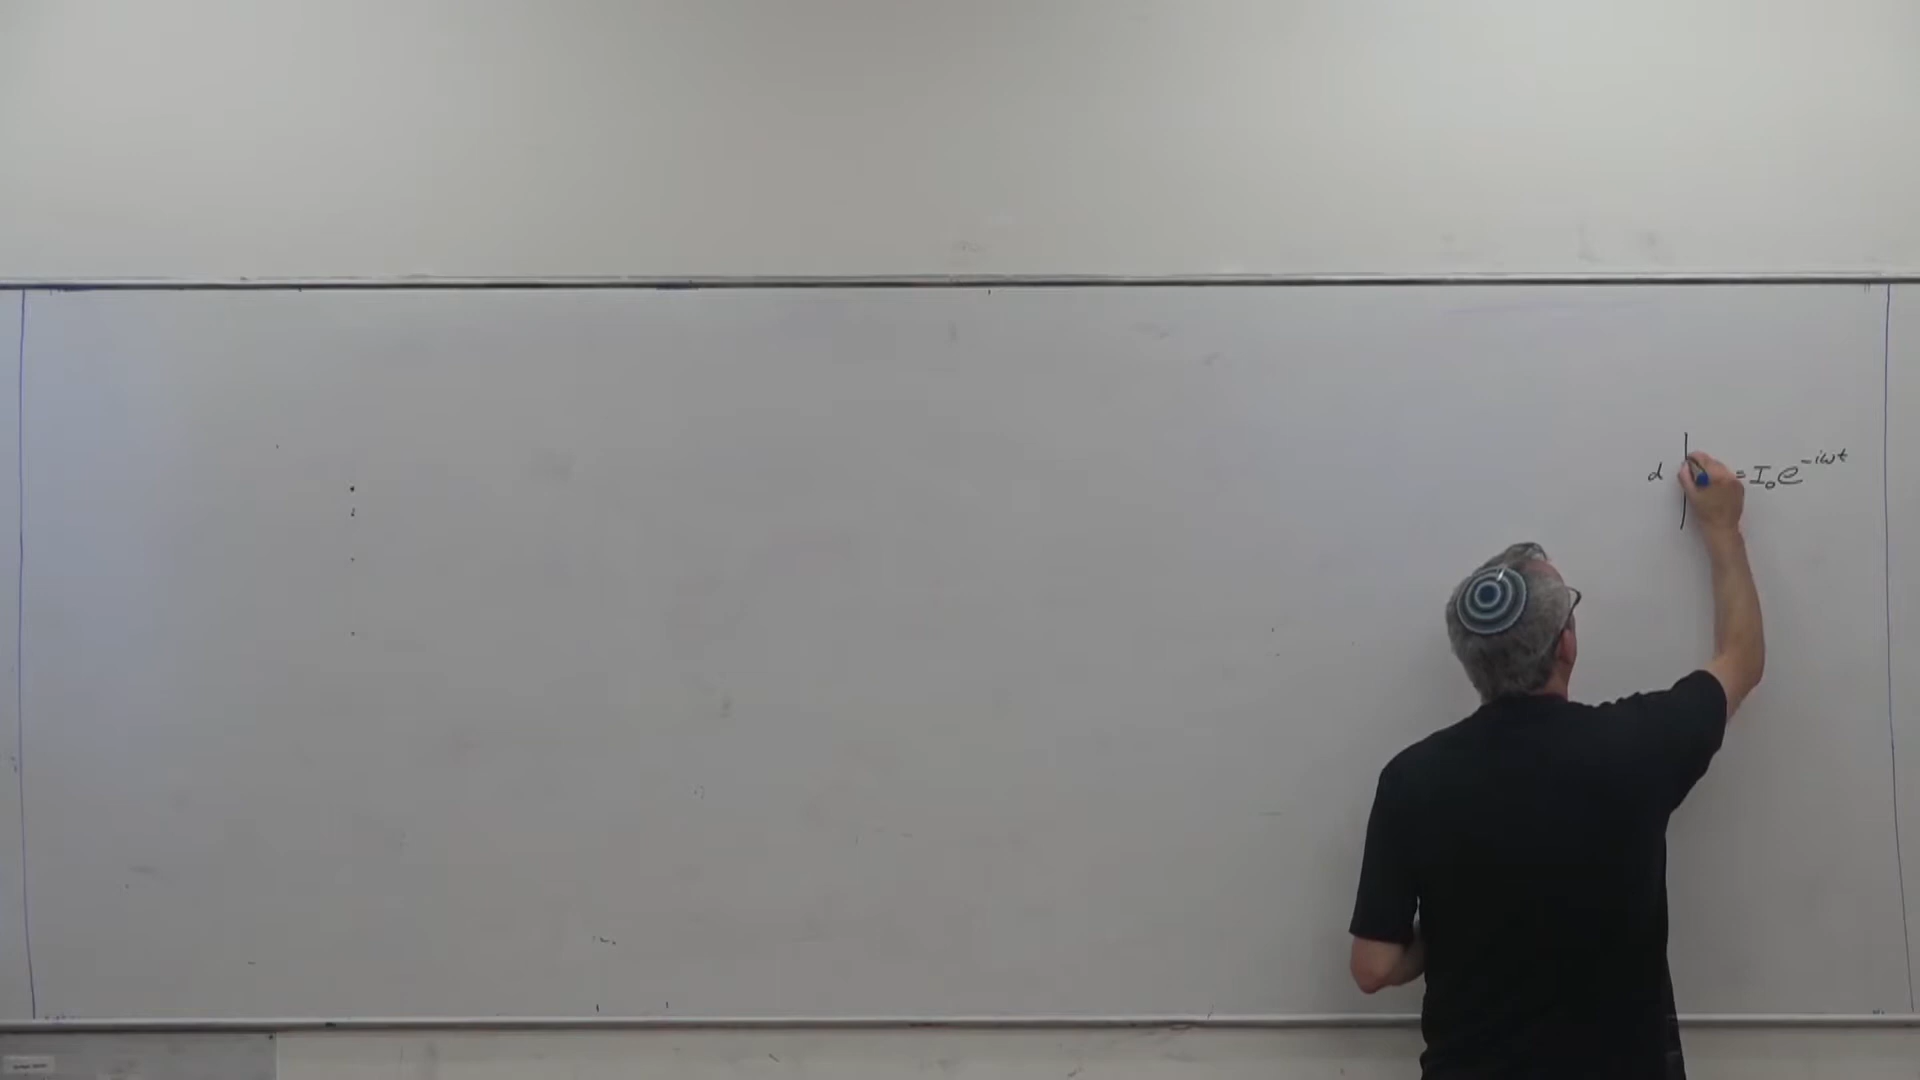 d = I₀e^{-iωt}